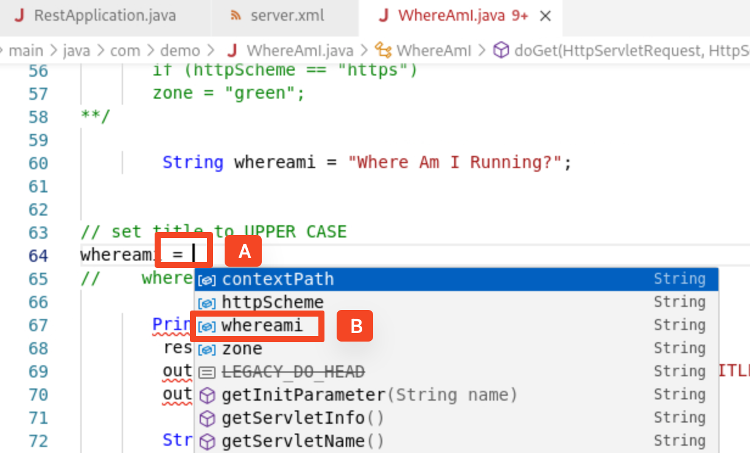 RestApplication.java server.xml WhereAmI.java 9+
main > java > com > demo > WhereAmI.java > WhereAmI > doGet(HttpServletRequest, HttpS
56 if (httpScheme == "https")
57 zone = "green";
58 **/
59
60 String whereami = "Where Am I Running?";
61
62
63 // set title to UPPER CASE
64 whereami =
A
65 // where
contextPath String
66 httpScheme String
67 Prin whereami String
B
68 res zone String
69 out LEGACY_DO_HEAD String ITLE
70 out getInitParameter(String name) String
71 getServletInfo() String
72 Str getServletName() String